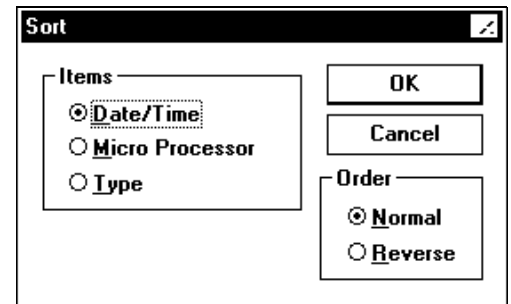 Sort
Items
Date/Time
Micro Processor
Type
OK
Cancel
Order
Normal
Reverse